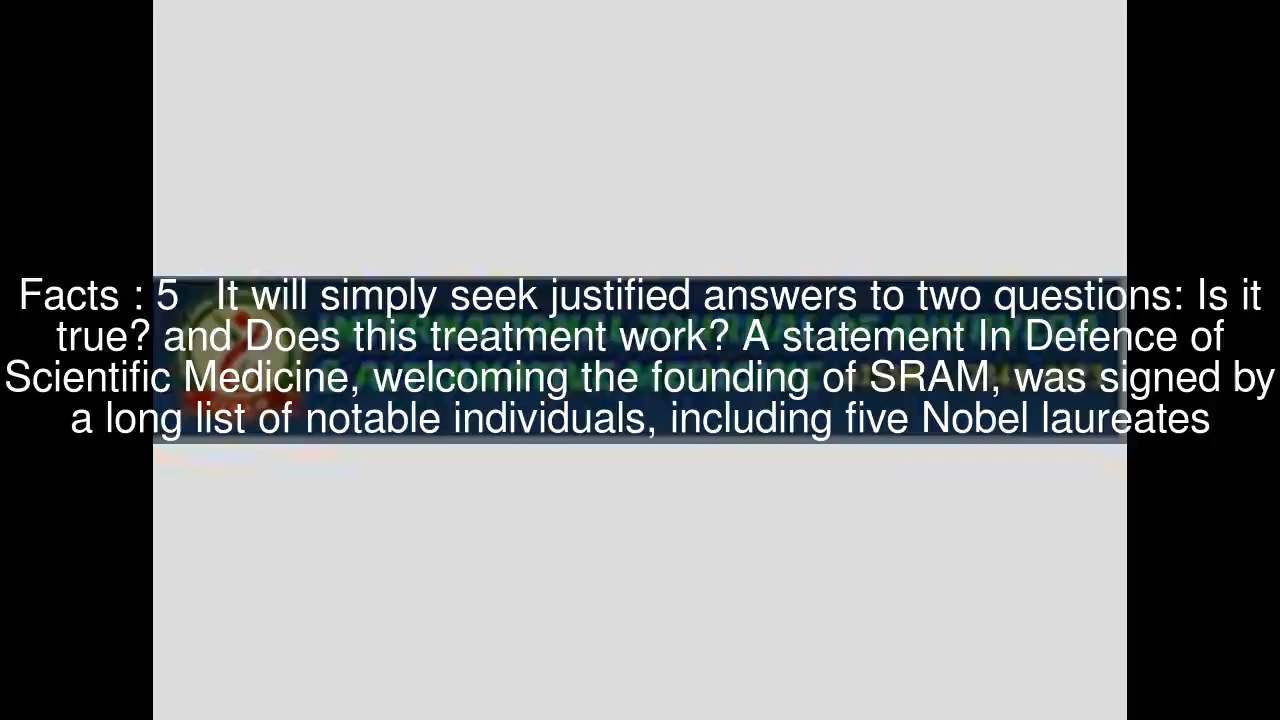 Facts : 5 It will simply seek justified answers to two questions: Is it
true? and Does this treatment work? A statement In Defence of
Scientific Medicine, welcoming the founding of SRAM, was signed by
a long list of notable individuals, including five Nobel laureates